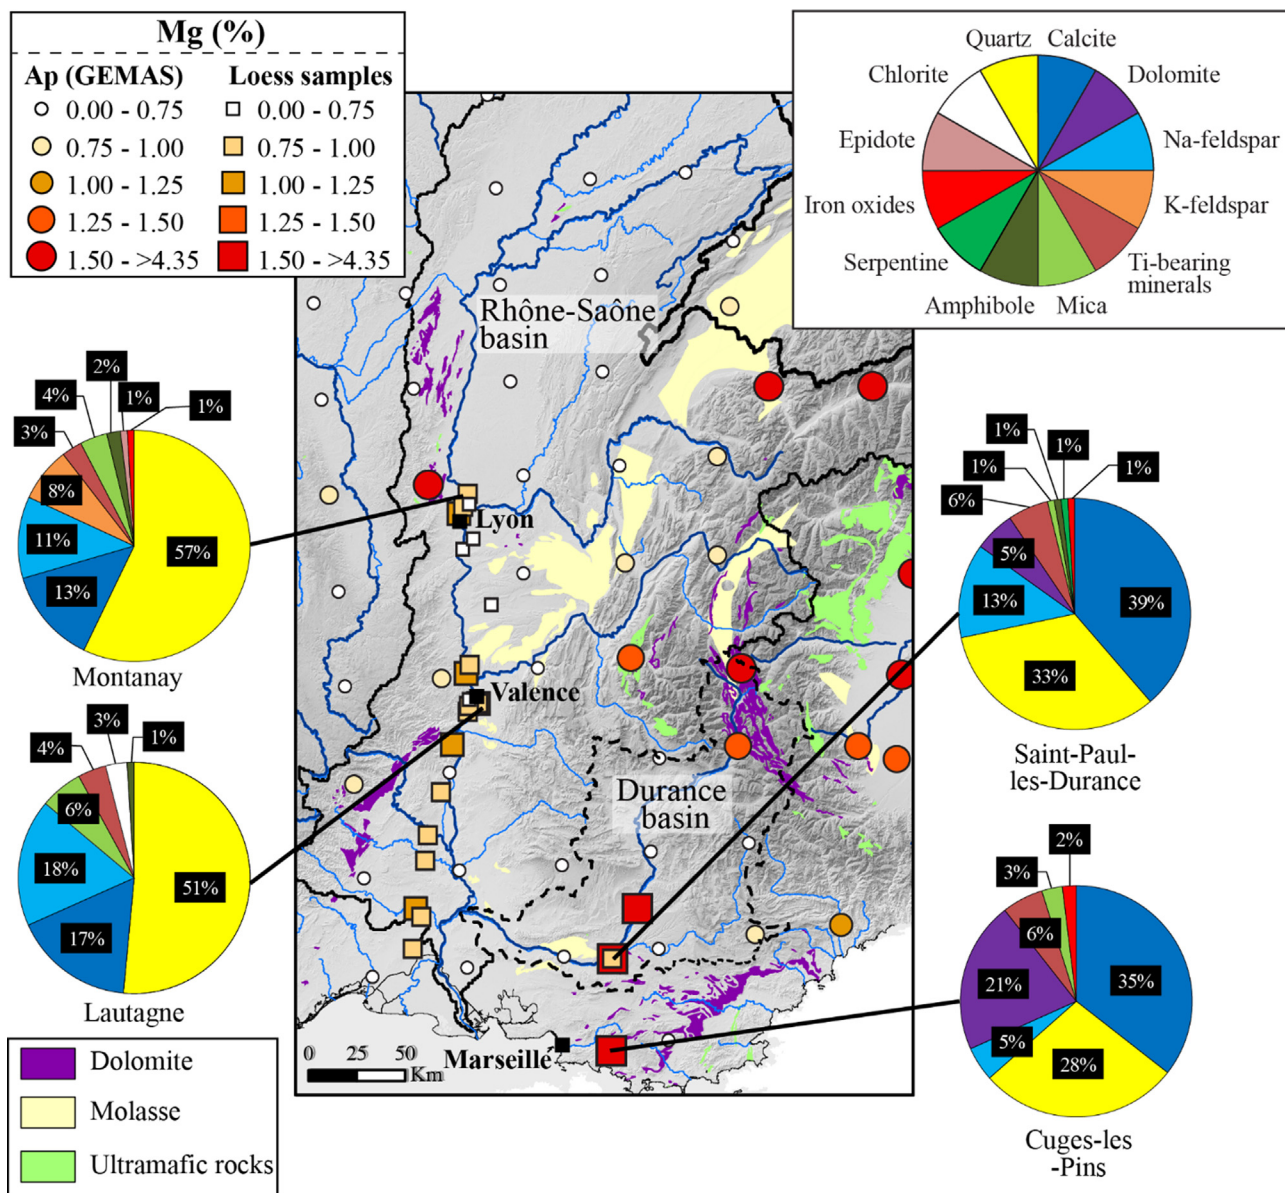 Mg (%)
Ap (GEMAS) Loess samples
0.00 - 0.75 0.00 - 0.75
0.75 - 1.00 0.75 - 1.00
1.00 - 1.25 1.00 - 1.25
1.25 - 1.50 1.25 - 1.50
1.50 - >4.35 1.50 - >4.35
Quartz Calcite
Chlorite Dolomite
Epidote Na-feldspar
Iron oxides K-feldspar
Serpentine Ti-bearing
minerals
Amphibole Mica
Rhône-Saône
basin
Lyon
Valence
Durance
basin
Marseille
0 25 50
Km
2%
4% 1% 1%
3%
8%
11%
57%
13%
Montanay
3%
4% 1%
6%
18%
51%
17%
Lautagne
1%
1% 1%
1%
6%
5%
13% 39%
33%
Saint-Paul-
les-Durance
2%
3%
6%
21% 35%
5%
28%
Cuges-les
-Pins
Dolomite
Molasse
Ultramafic rocks